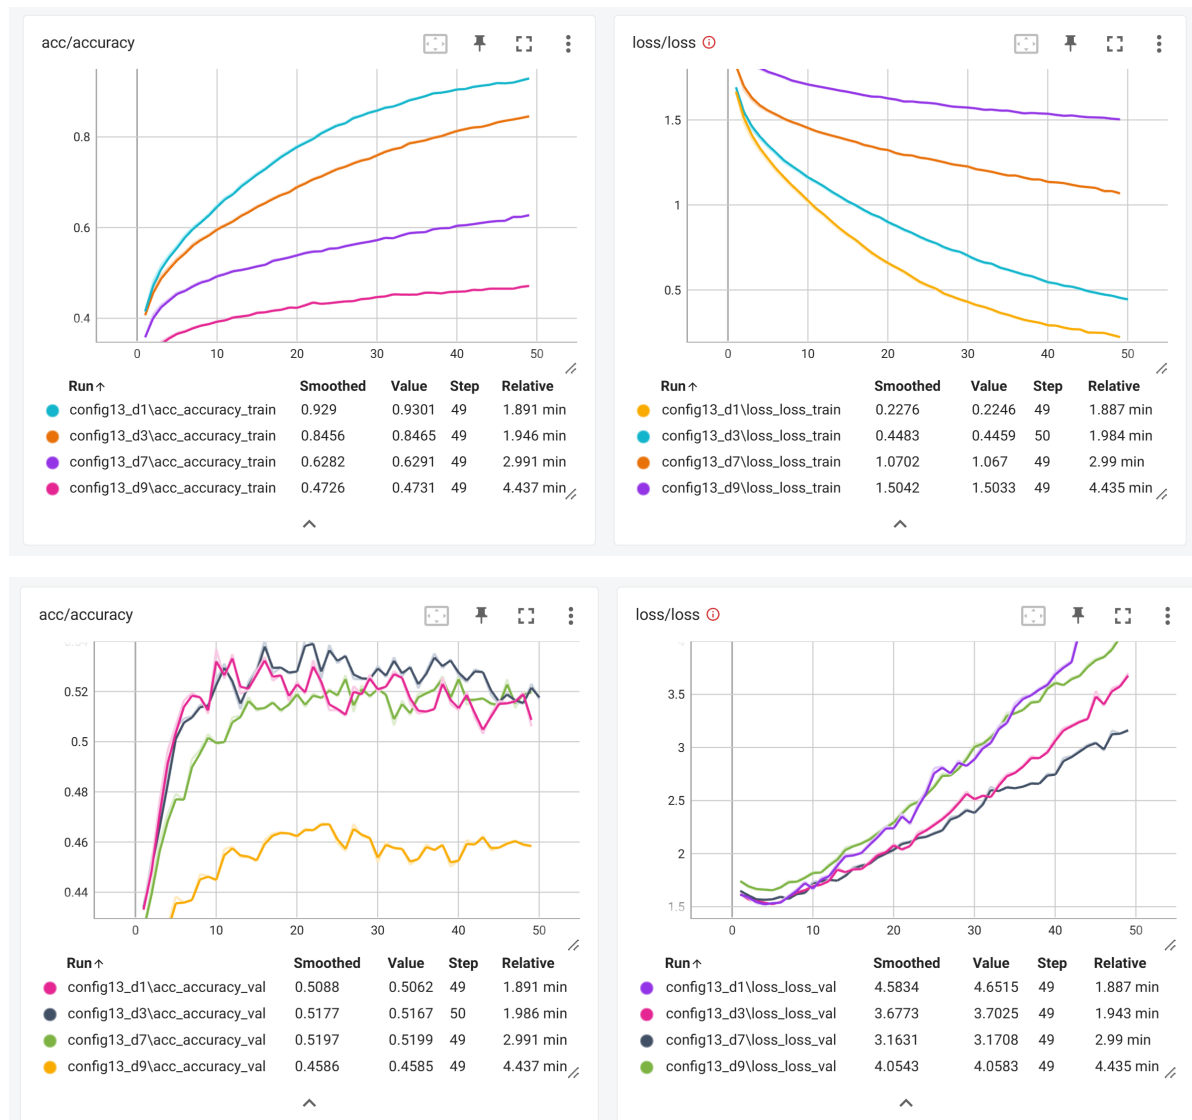 acc/accuracy
0.8
0.6
0.4
0 10 20 30 40 50
Run↑ Smoothed Value Step Relative
config13_d1\acc_accuracy_train 0.929 0.9301 49 1.891 min
config13_d3\acc_accuracy_train 0.8456 0.8465 49 1.946 min
config13_d7\acc_accuracy_train 0.6282 0.6291 49 2.991 min
config13_d9\acc_accuracy_train 0.4726 0.4731 49 4.437 min
loss/loss
1.5
1
0.5
0 10 20 30 40 50
Run↑ Smoothed Value Step Relative
config13_d1\loss_loss_train 0.2276 0.2246 49 1.887 min
config13_d3\loss_loss_train 0.4483 0.4459 50 1.984 min
config13_d7\loss_loss_train 1.0702 1.067 49 2.99 min
config13_d9\loss_loss_train 1.5042 1.5033 49 4.435 min
acc/accuracy
0.54
0.52
0.5
0.48
0.46
0.44
0 10 20 30 40 50
Run↑ Smoothed Value Step Relative
config13_d1\acc_accuracy_val 0.5088 0.5062 49 1.891 min
config13_d3\acc_accuracy_val 0.5177 0.5167 50 1.986 min
config13_d7\acc_accuracy_val 0.5197 0.5199 49 2.991 min
config13_d9\acc_accuracy_val 0.4586 0.4585 49 4.437 min
loss/loss
4
3.5
3
2.5
2
1.5
0 10 20 30 40 50
Run↑ Smoothed Value Step Relative
config13_d1\loss_loss_val 4.5834 4.6515 49 1.887 min
config13_d3\loss_loss_val 3.6773 3.7025 49 1.943 min
config13_d7\loss_loss_val 3.1631 3.1708 49 2.99 min
config13_d9\loss_loss_val 4.0543 4.0583 49 4.435 min